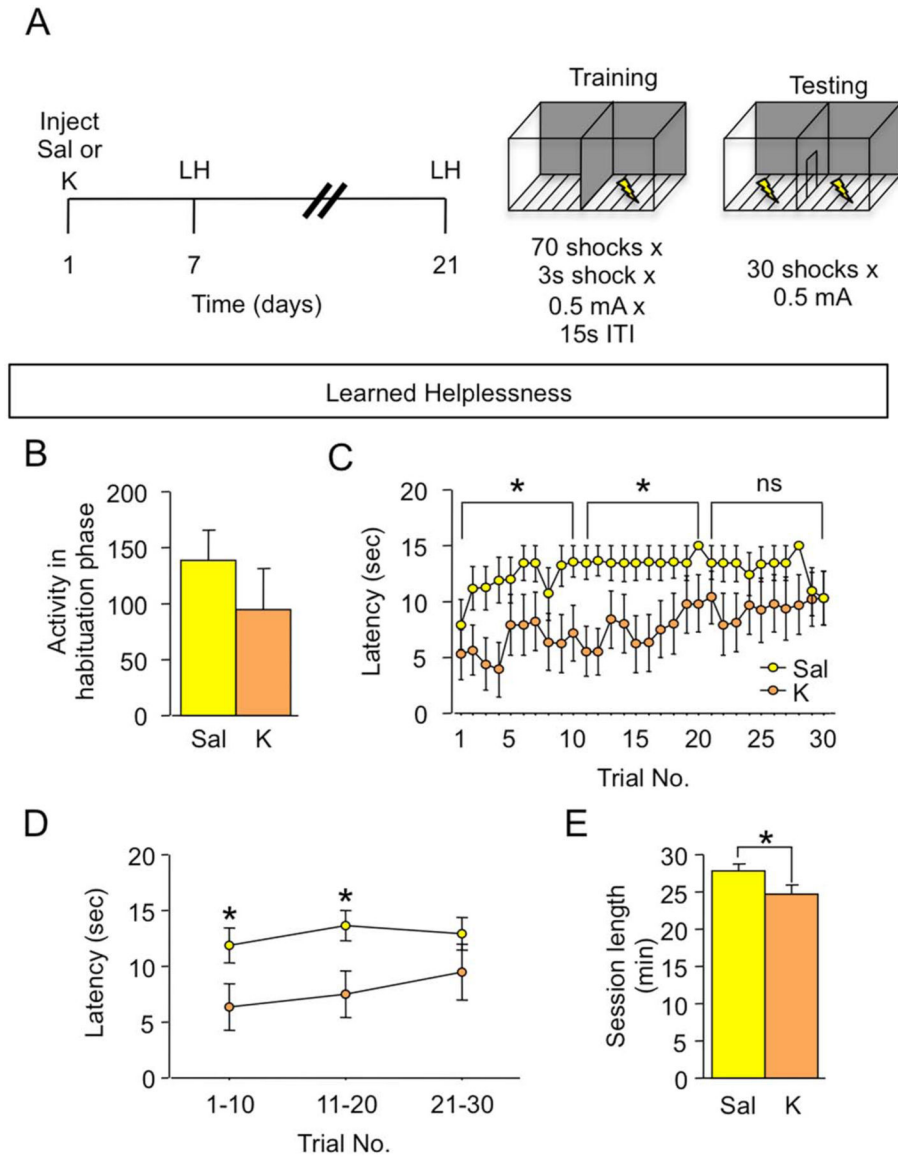 A
Inject
Sal or
K
LH
LH
1
7
21
Time (days)
Training
70 shocks x
3s shock x
0.5 mA x
15s ITI
Testing
30 shocks x
0.5 mA
Learned Helplessness
B
Activity in
habituation phase
200
150
100
50
0
Sal
K
C
Latency (sec)
20
15
10
5
0
*
*
ns
Sal
K
1
5
10
15
20
25
30
Trial No.
D
Latency (sec)
20
15
10
5
0
*
*
1-10
11-20
21-30
Trial No.
E
Session length
(min)
30
25
20
15
10
5
0
*
Sal
K